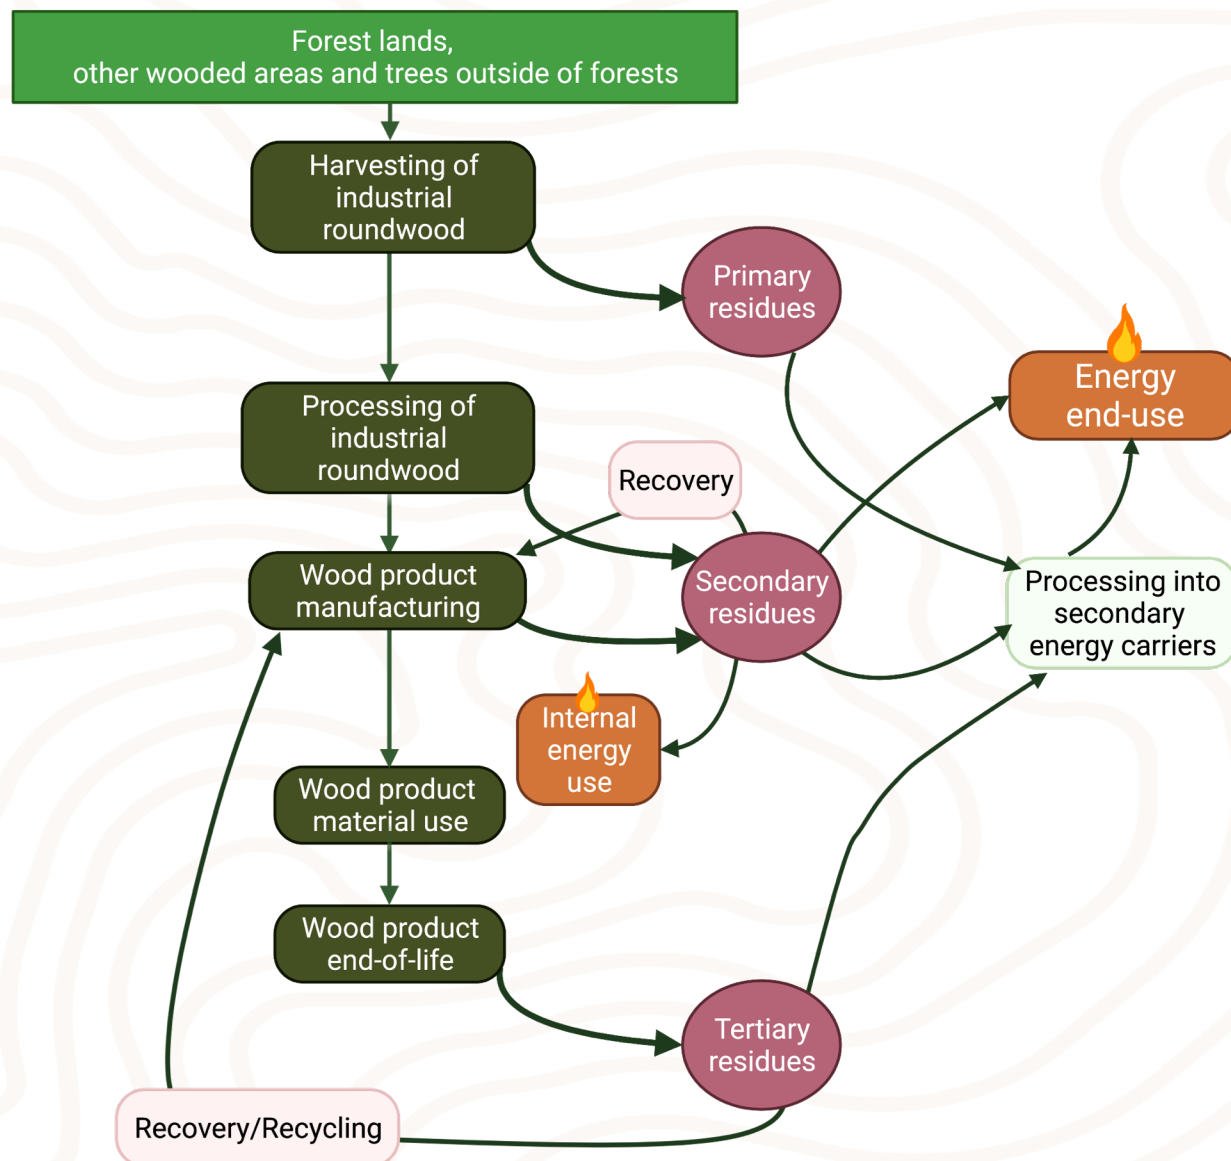 Forest lands,
other wooded areas and trees outside of forests
Harvesting of
industrial
roundwood
Primary
residues
Energy
end-use
Processing of
industrial
roundwood
Recovery
Wood product
manufacturing
Secondary
residues
Processing into
secondary
energy carriers
Internal
energy
use
Wood product
material use
Wood product
end-of-life
Tertiary
residues
Recovery/Recycling